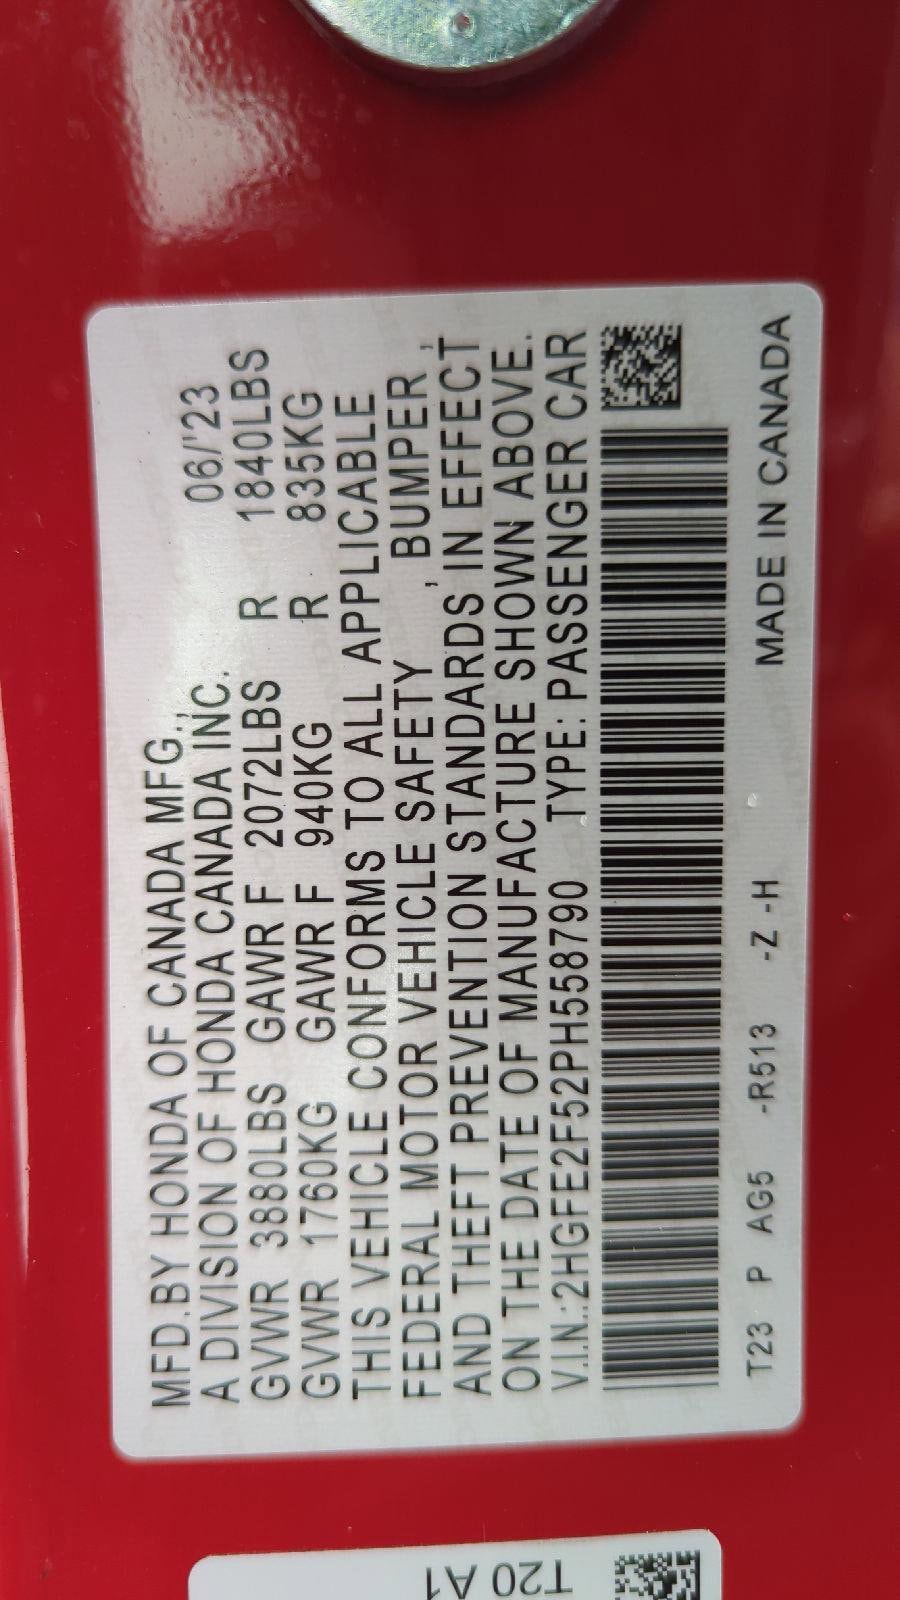 MFD.BY HONDA OF CANADA MFG.,
A DIVISION OF HONDA CANADA INC. 06/'23
GVWR 3880LBS GAWR F 2072LBS R 1840LBS
GVWR 1760KG GAWR F 940KG R 835KG
THIS VEHICLE CONFORMS TO ALL APPLICABLE
FEDERAL MOTOR VEHICLE SAFETY , BUMPER ,
AND THEFT PREVENTION STANDARDS IN EFFECT
ON THE DATE OF MANUFACTURE SHOWN ABOVE.
V.I.N.:2HGFE2F52PH558790 TYPE: PASSENGER CAR
T23 P AG5 -R513 -Z -H MADE IN CANADA
T20 A1